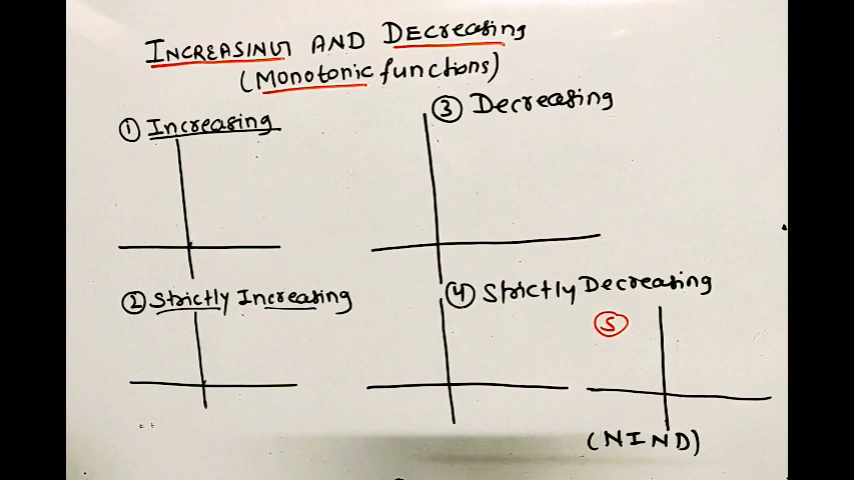 INCREASING AND DECreasing
(Monotonic functions)
① Increasing
③ Decreasing
② Strictly Increasing
④ Strictly Decreasing
⑤
(NIND)